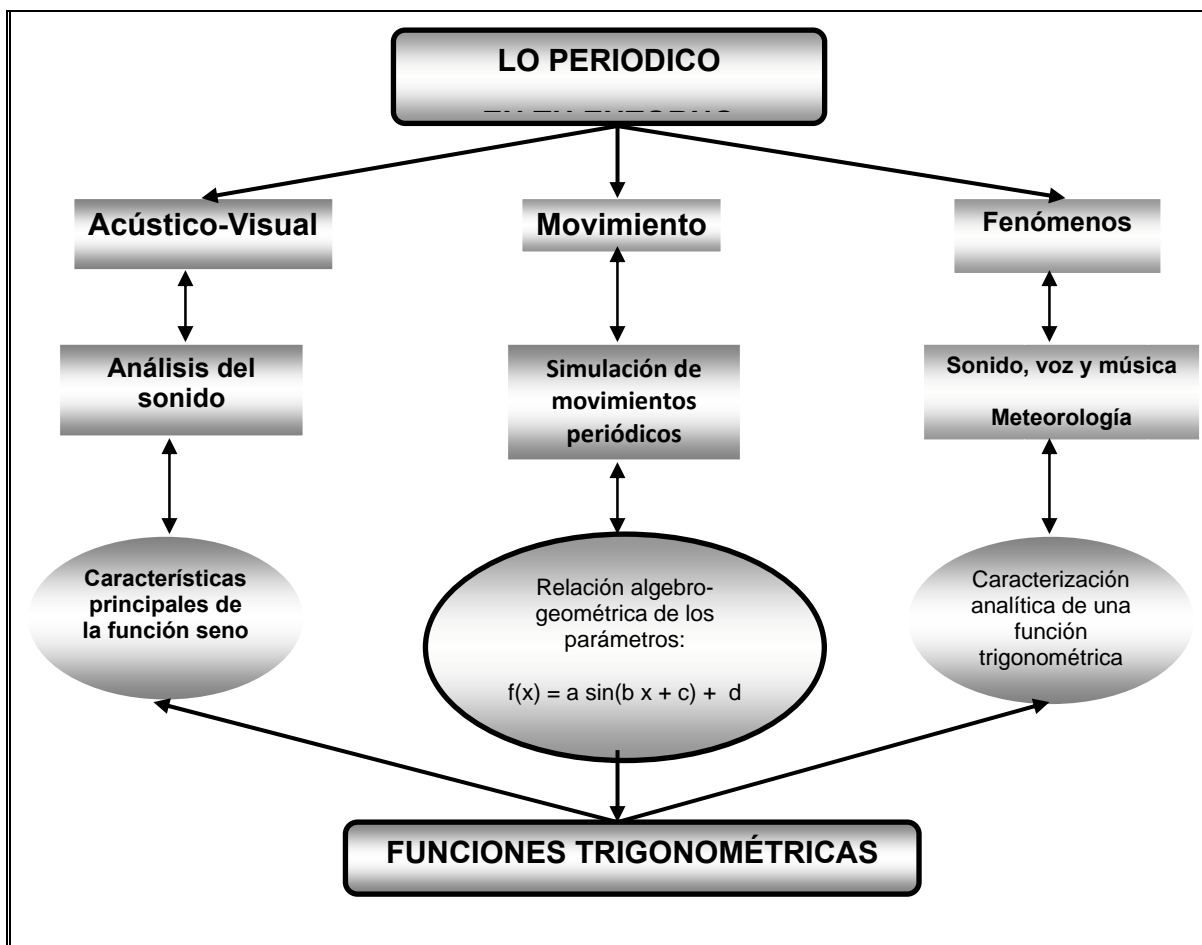 LO PERIODICO
Acústico-Visual
Movimiento
Fenómenos
Análisis del
sonido
Simulación de
movimientos
periódicos
Sonido, voz y música
Meteorología
Características
principales de
la función seno
Relación algebro-
geométrica de los
parámetros:
f(x) = a sin(b x + c) + d
Caracterización
analítica de una
función
trigonométrica
FUNCIONES TRIGONOMÉTRICAS